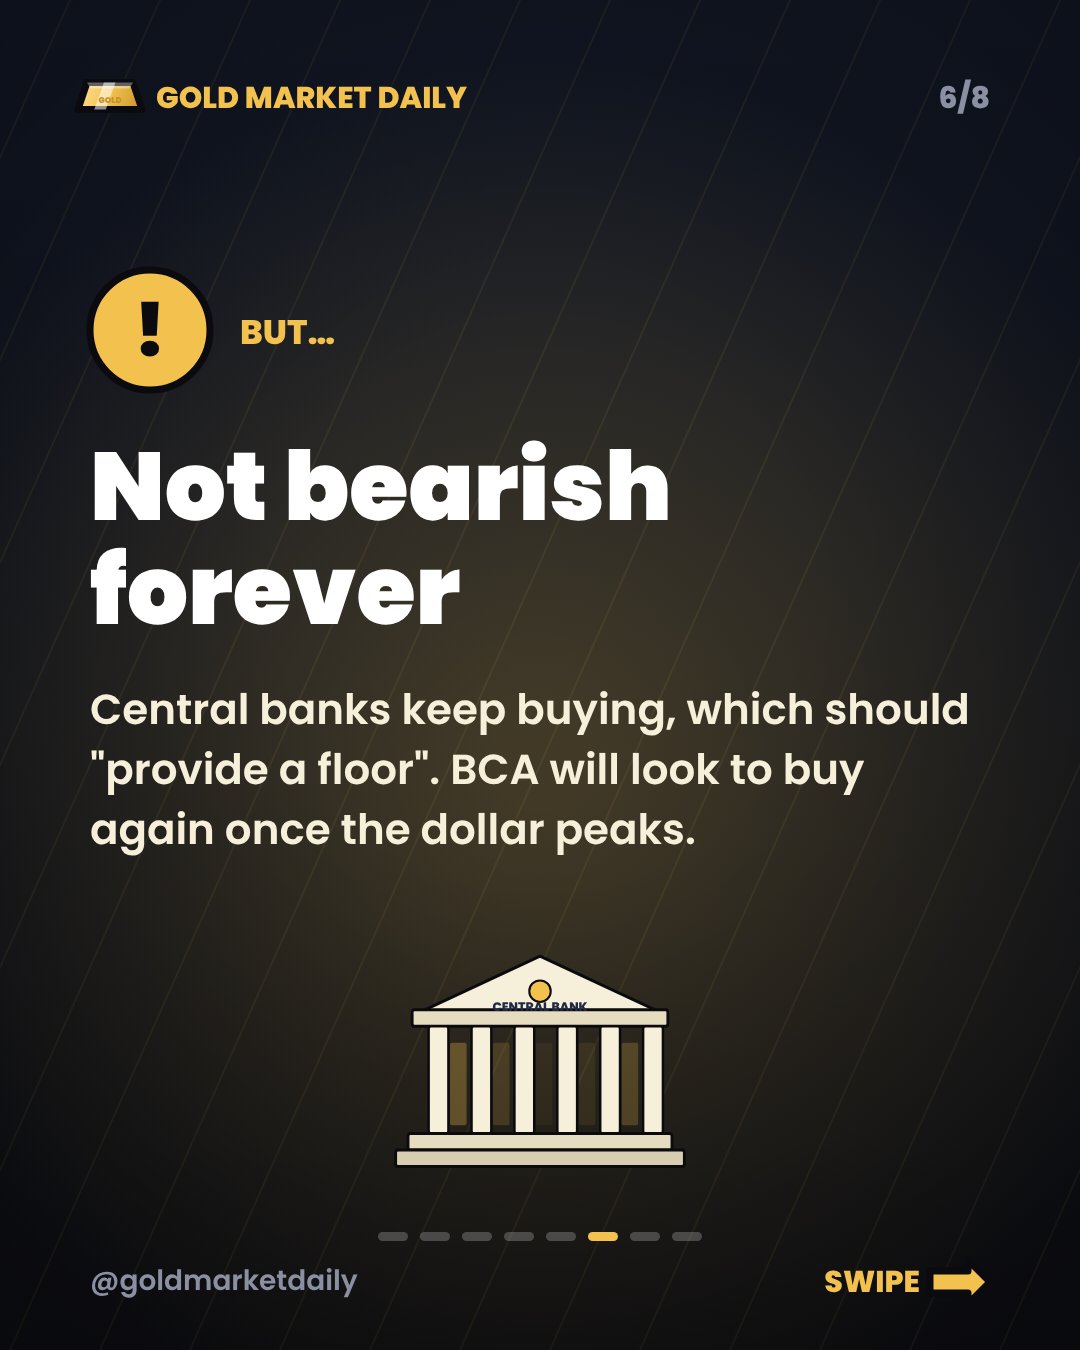 GOLD
GOLD MARKET DAILY
6/8
!
BUT...
Not bearish
forever
Central banks keep buying, which should
"provide a floor". BCA will look to buy
again once the dollar peaks.
CENTRAL BANK
@goldmarketdaily
SWIPE